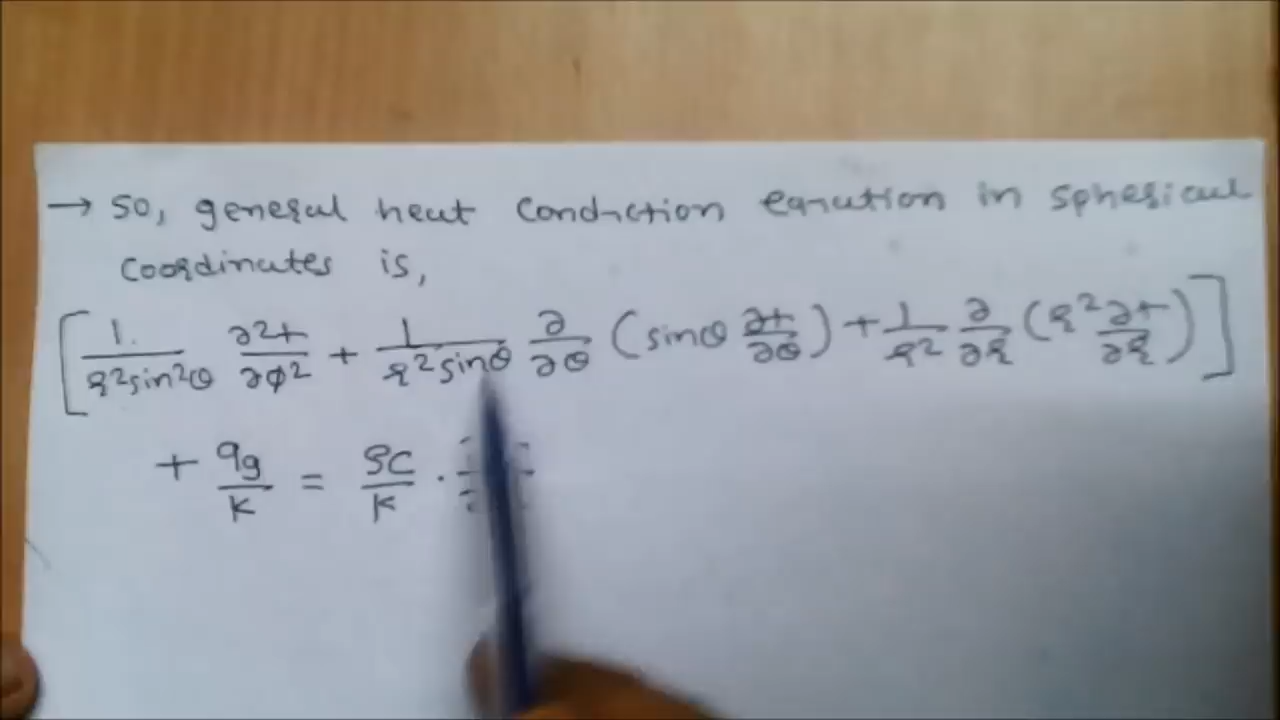 → so, general heat conduction equation in spherical
coordinates is,
[ 1/r²sin²θ ∂²t/∂φ² + 1/r²sinθ ∂/∂θ (sinθ ∂t/∂θ) + 1/r² ∂/∂r (r² ∂t/∂r) ]
+ qg/k = ρc/k ·